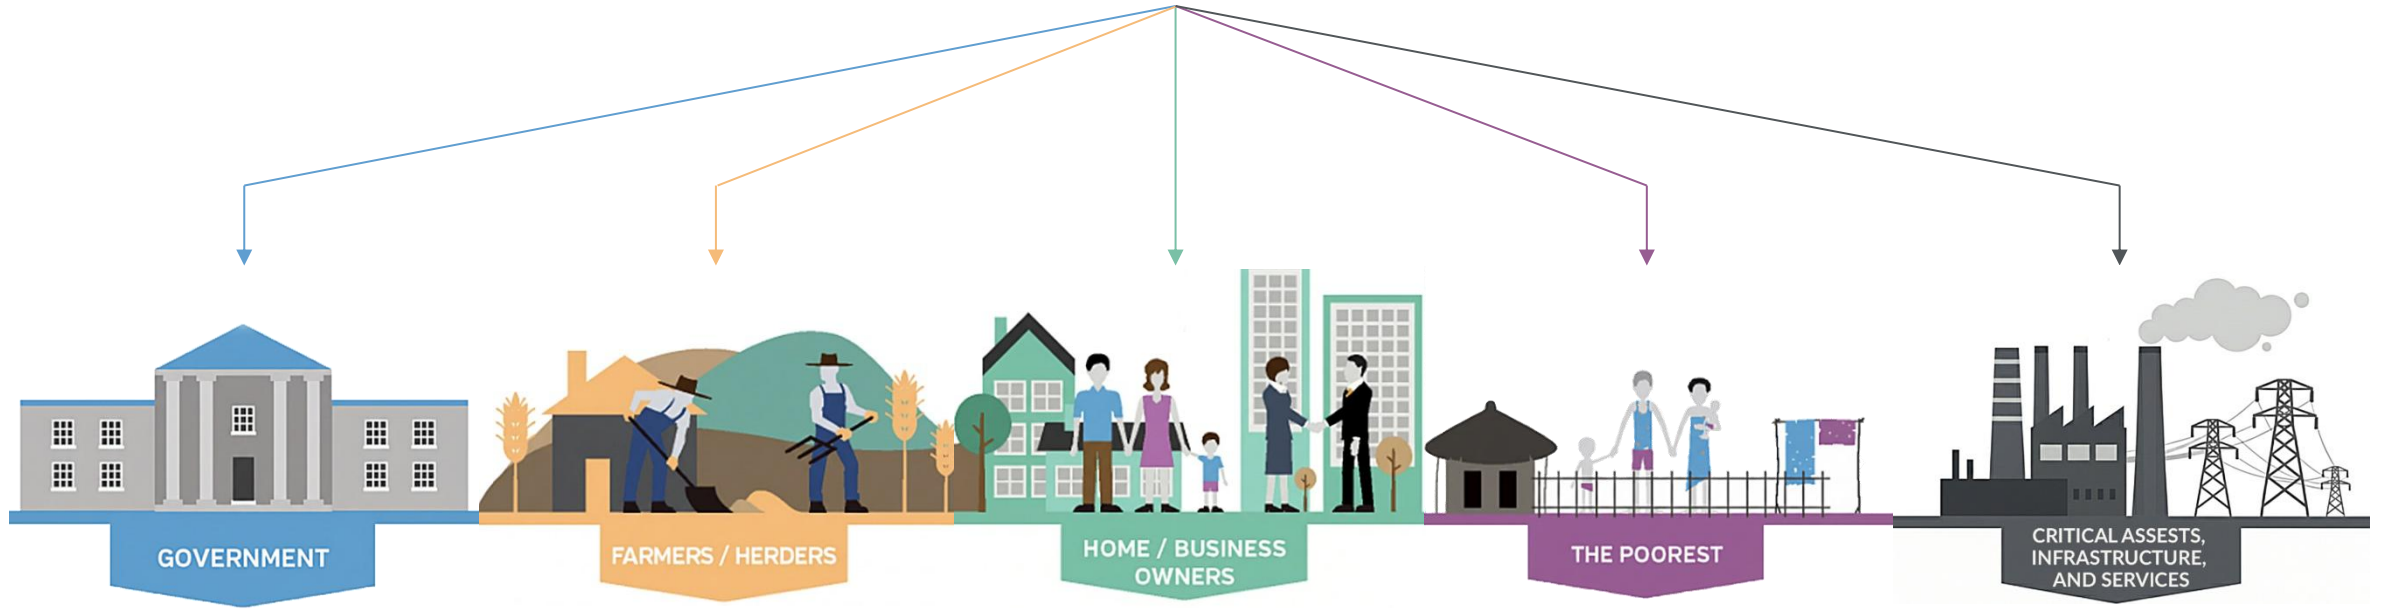 GOVERNMENT
FARMERS / HERDERS
HOME / BUSINESS
OWNERS
THE POOREST
CRITICAL ASSESTS,
INFRASTRUCTURE,
AND SERVICES